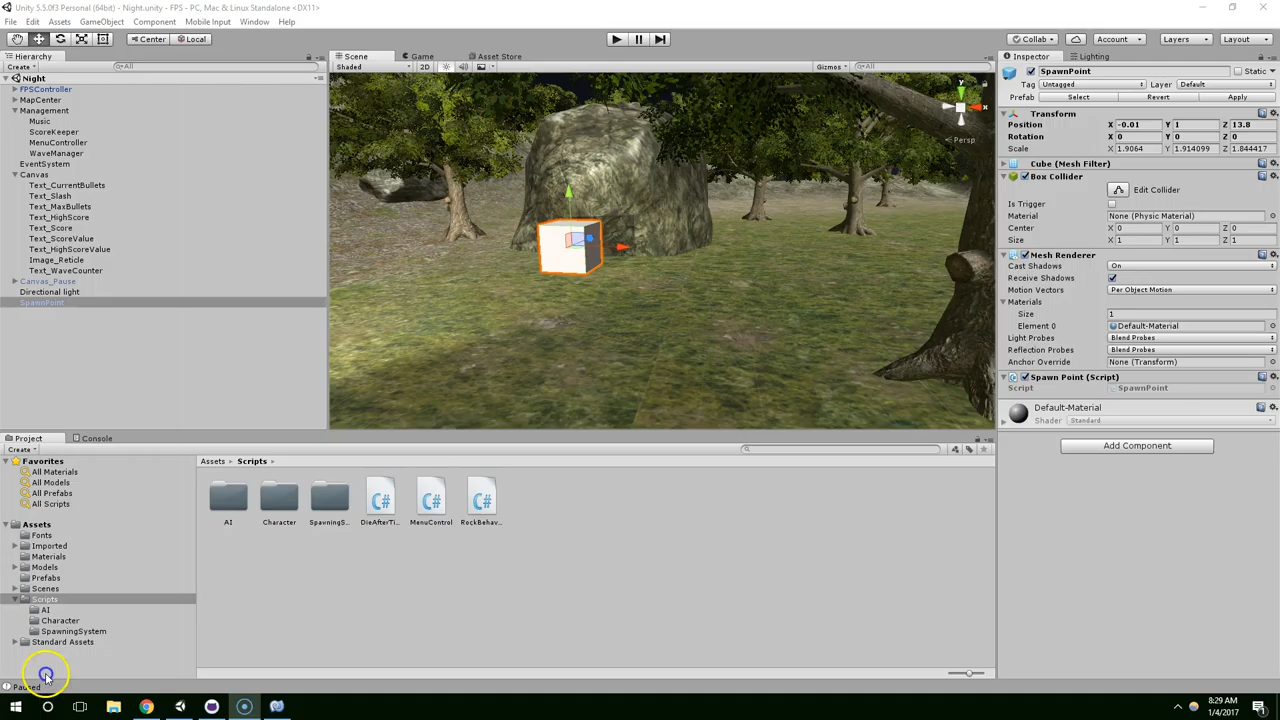 Unity 5.5.0f3 Personal (64bit) - Night.unity - FPS - PC, Mac & Linux Standalone <DX11>
File Edit Assets GameObject Component Mobile Input Window Help
Center Local Collab Account Layers Layout
Hierarchy
Create All
Night
FPSController
MapCenter
Management
Music
ScoreKeeper
MenuController
WaveManager
EventSystem
Canvas
Text_CurrentBullets
Text_Slash
Text_MaxBullets
Text_HighScore
Text_Score
Text_ScoreValue
Text_HighScoreValue
Image_Reticle
Text_WaveCounter
Canvas_Pause
Directional light
SpawnPoint
Scene Game Asset Store
Shaded 2D Gizmos All
y
x
Persp
Inspector Lighting
SpawnPoint Static
Tag Untagged Layer Default
Prefab Select Revert Apply
Transform
Position X -0.01 Y 1 Z 13.8
Rotation X 0 Y 0 Z 0
Scale X 1.9064 Y 1.914099 Z 1.844417
Cube (Mesh Filter)
Box Collider
Edit Collider
Is Trigger
Material None (Physic Material)
Center X 0 Y 0 Z 0
Size X 1 Y 1 Z 1
Mesh Renderer
Cast Shadows On
Receive Shadows
Motion Vectors Per Object Motion
Materials
Size 1
Element 0 Default-Material
Light Probes Blend Probes
Reflection Probes Blend Probes
Anchor Override None (Transform)
Spawn Point (Script)
Script SpawnPoint
Default-Material
Shader Standard
Add Component
Project Console
Create
Favorites
All Materials
All Models
All Prefabs
All Scripts
Assets
Fonts
Imported
Materials
Models
Prefabs
Scenes
Scripts
AI
Character
SpawningSystem
Standard Assets
Assets Scripts
AI Character SpawningS... DieAfterTi... MenuControl RockBehav...
C# C# C#
Paused
8:29 AM
1/4/2017